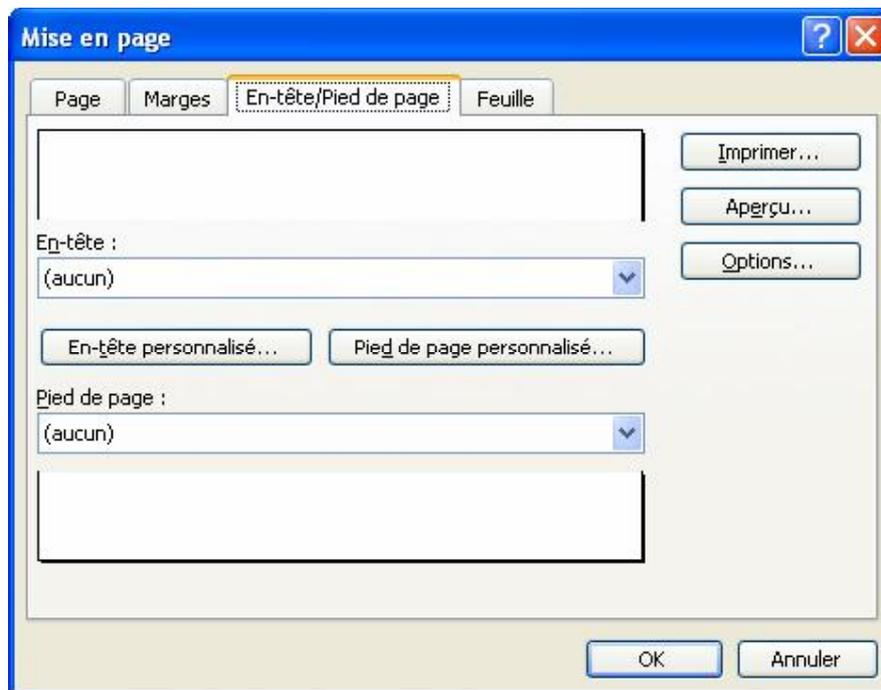 Mise en page
Page Marges En-tête/Pied de page Feuille
Imprimer...
Aperçu...
En-tête :
(aucun)
Options...
En-tête personnalisé... Pied de page personnalisé...
Pied de page :
(aucun)
OK Annuler